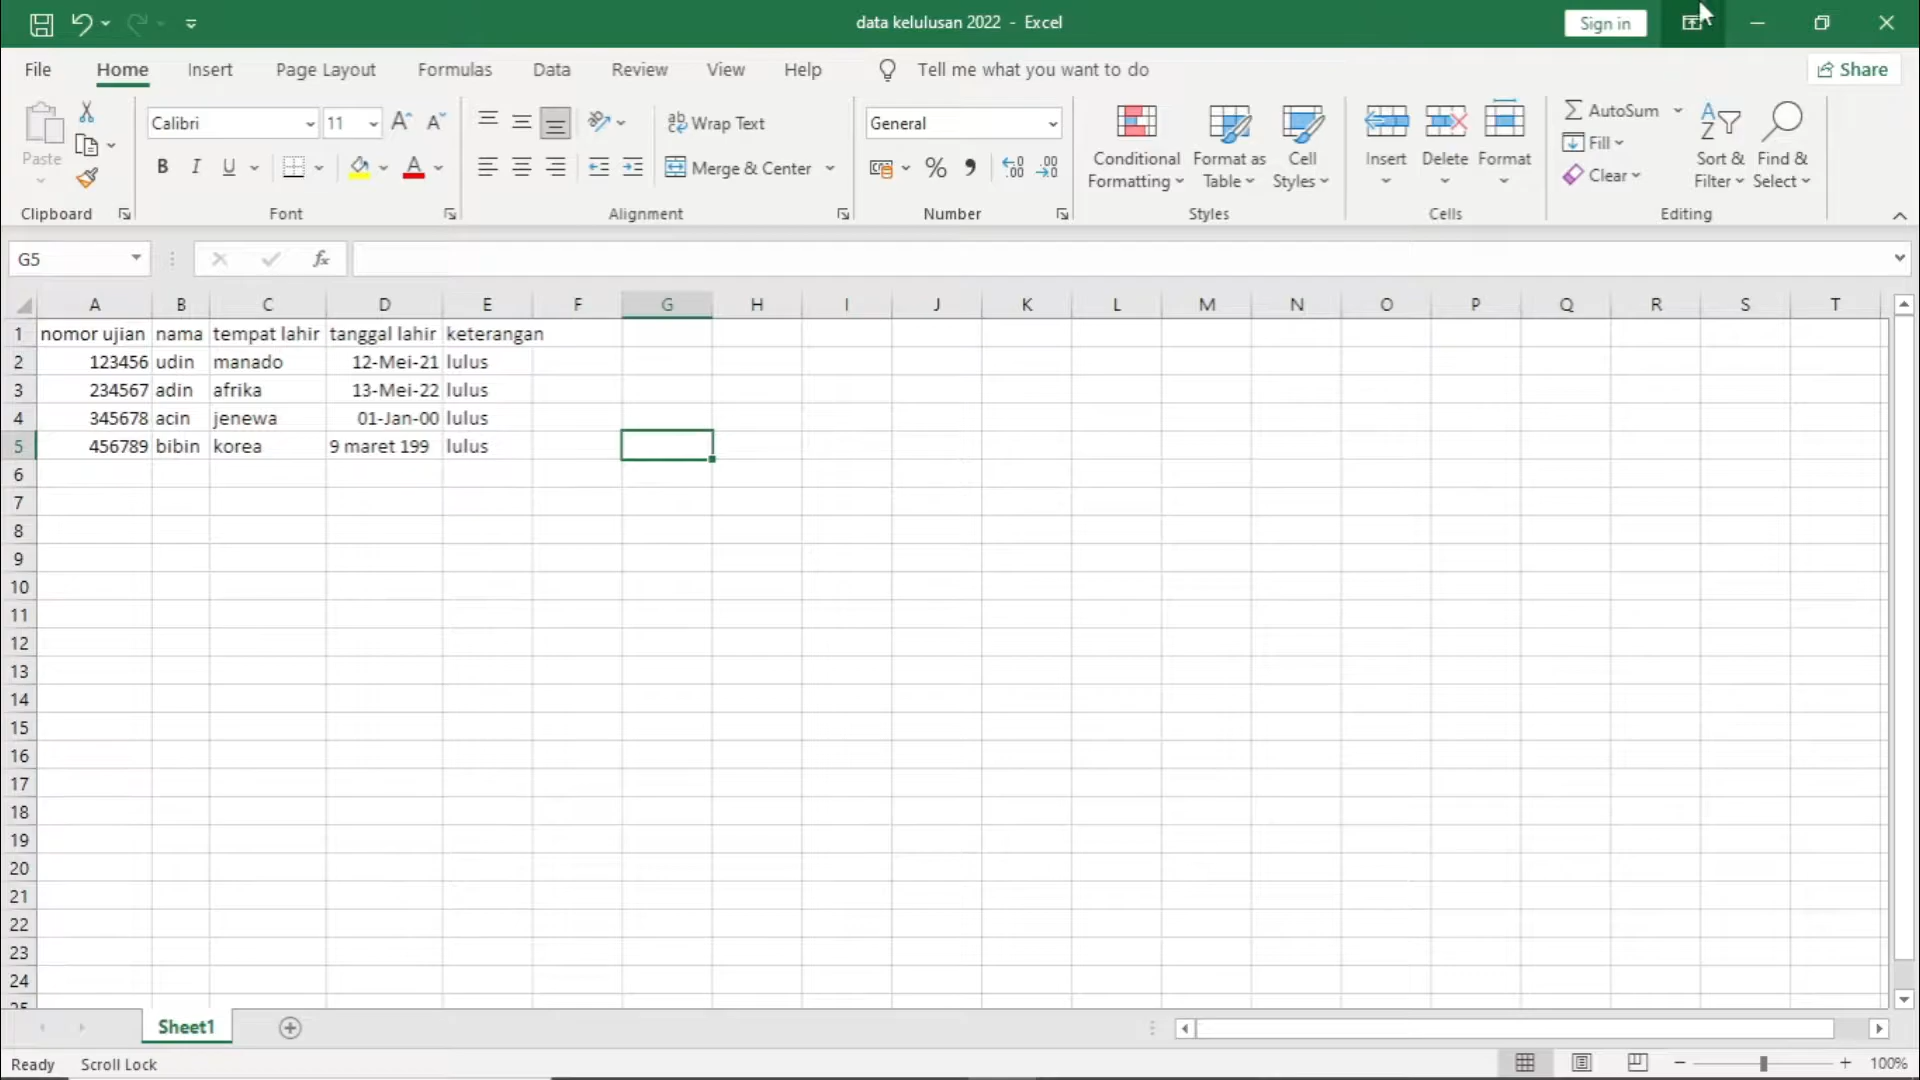 data kelulusan 2022 - Excel
Sign in
File Home Insert Page Layout Formulas Data Review View Help Tell me what you want to do Share
Paste
Calibri 11 A A
B I U A
ab Wrap Text
Merge & Center
General
% 9 .00 .00
Conditional Formatting
Format as Table
Cell Styles
Insert Delete Format
AutoSum
Fill
Clear
Sort & Filter
Find & Select
Clipboard Font Alignment Number Styles Cells Editing
G5 fx
A B C D E F G H I J K L M N O P Q R S T
1 nomor ujian nama tempat lahir tanggal lahir keterangan
2 123456 udin manado 12-Mei-21 lulus
3 234567 adin afrika 13-Mei-22 lulus
4 345678 acin jenewa 01-Jan-00 lulus
5 456789 bibin korea 9 maret 199 lulus
6
7
8
9
10
11
12
13
14
15
16
17
18
19
20
21
22
23
24
25
Sheet1
Ready Scroll Lock 100%